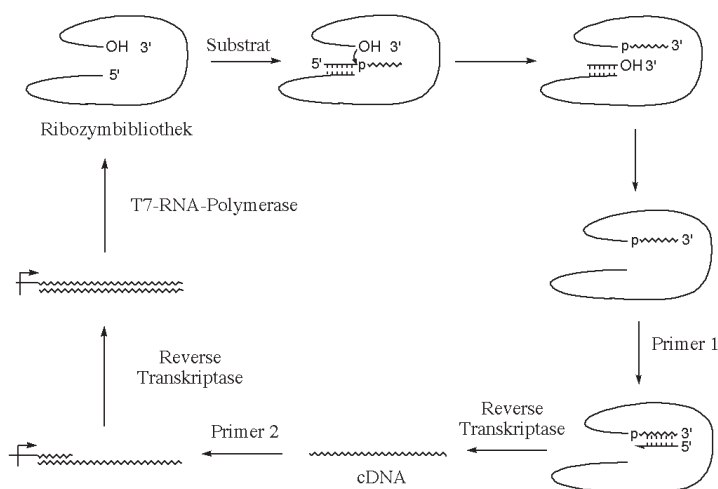 OH 3'
5'
Ribozymbibliothek
Substrat
OH 3'
5' p
p 3'
OH 3'
p 3'
Primer 1
p 3'
5'
Reverse
Transkriptase
cDNA
Primer 2
Reverse
Transkriptase
T7-RNA-Polymerase